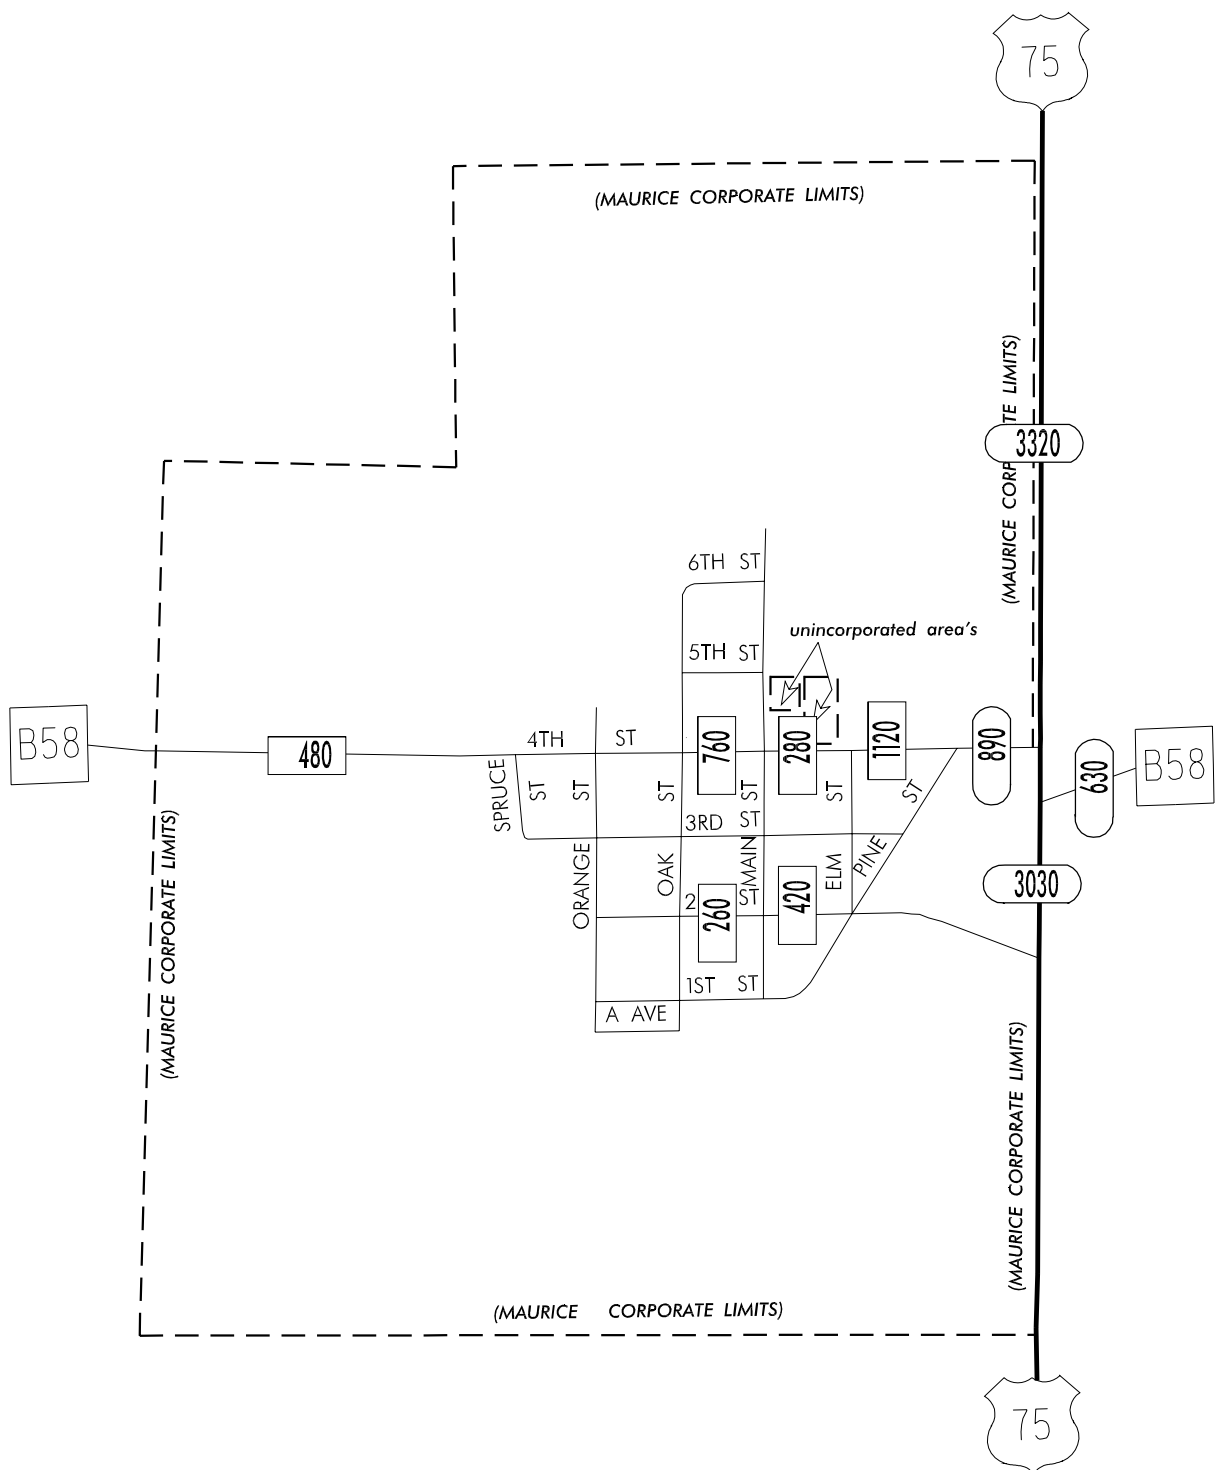 75
(MAURICE CORPORATE LIMITS)
(MAURICE CORPORATE LIMITS)
3320
6TH ST
unincorporated area's
5TH ST
B58
480
4TH ST
760
280
1120
890
630
B58
SPRUCE ST
ORANGE ST
OAK ST
MAIN ST
ELM ST
PINE ST
3RD ST
(MAURICE CORPORATE LIMITS)
3030
2 ST
260
420
1ST ST
A AVE
(MAURICE CORPORATE LIMITS)
(MAURICE CORPORATE LIMITS)
75